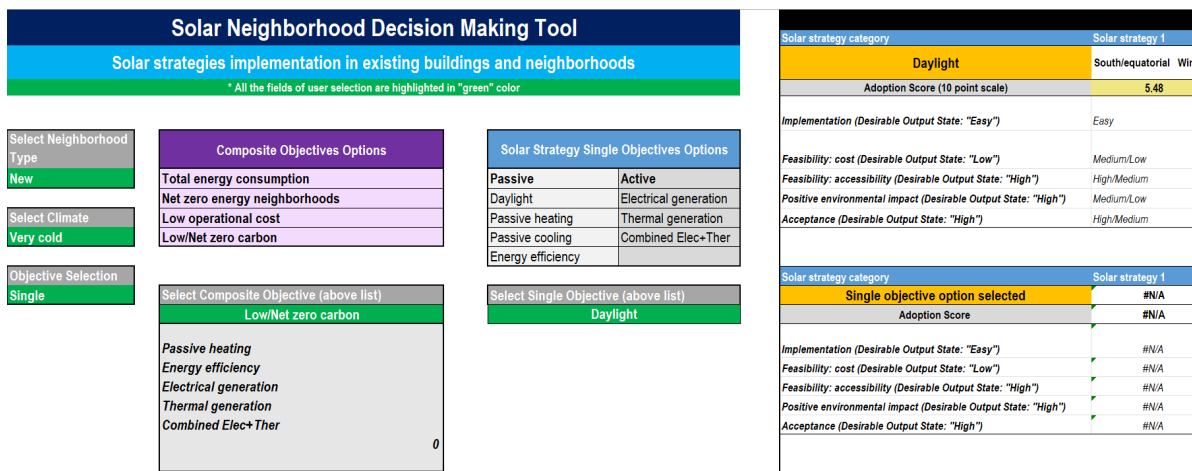 Solar Neighborhood Decision Making Tool
Solar strategies implementation in existing buildings and neighborhoods
* All the fields of user selection are highlighted in "green" color
Select Neighborhood
Type
New
Select Climate
Very cold
Objective Selection
Single
Composite Objectives Options
Total energy consumption
Net zero energy neighborhoods
Low operational cost
Low/Net zero carbon
Select Composite Objective (above list)
Low/Net zero carbon
Passive heating
Energy efficiency
Electrical generation
Thermal generation
Combined Elec+Ther
0
Solar Strategy Single Objectives Options
Passive Active
Daylight Electrical generation
Passive heating Thermal generation
Passive cooling Combined Elec+Ther
Energy efficiency
Select Single Objective (above list)
Daylight
Solar strategy category Solar strategy 1
Daylight South/equatorial Wir
Adoption Score (10 point scale) 5.48
Implementation (Desirable Output State: "Easy") Easy
Feasibility: cost (Desirable Output State: "Low") Medium/Low
Feasibility: accessibility (Desirable Output State: "High") High/Medium
Positive environmental impact (Desirable Output State: "High") Medium/Low
Acceptance (Desirable Output State: "High") High/Medium
Solar strategy category Solar strategy 1
Single objective option selected #N/A
Adoption Score #N/A
Implementation (Desirable Output State: "Easy") #N/A
Feasibility: cost (Desirable Output State: "Low") #N/A
Feasibility: accessibility (Desirable Output State: "High") #N/A
Positive environmental impact (Desirable Output State: "High") #N/A
Acceptance (Desirable Output State: "High") #N/A